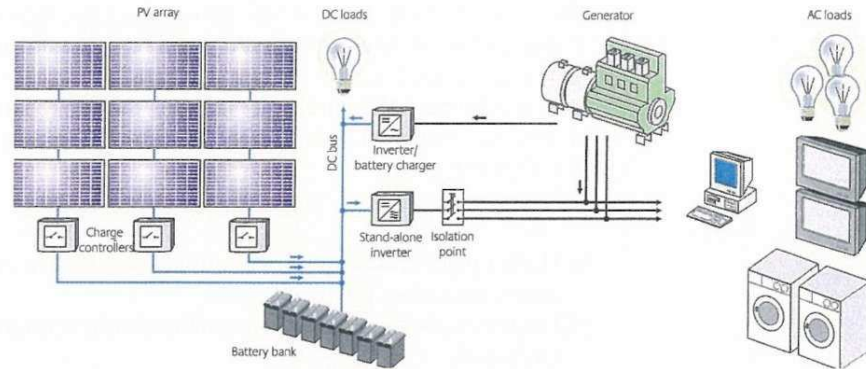 PV array
DC loads
Generator
AC loads
DC bus
Inverter/
battery charger
Charge
controllers
Stand-alone
inverter
Isolation
point
Battery bank